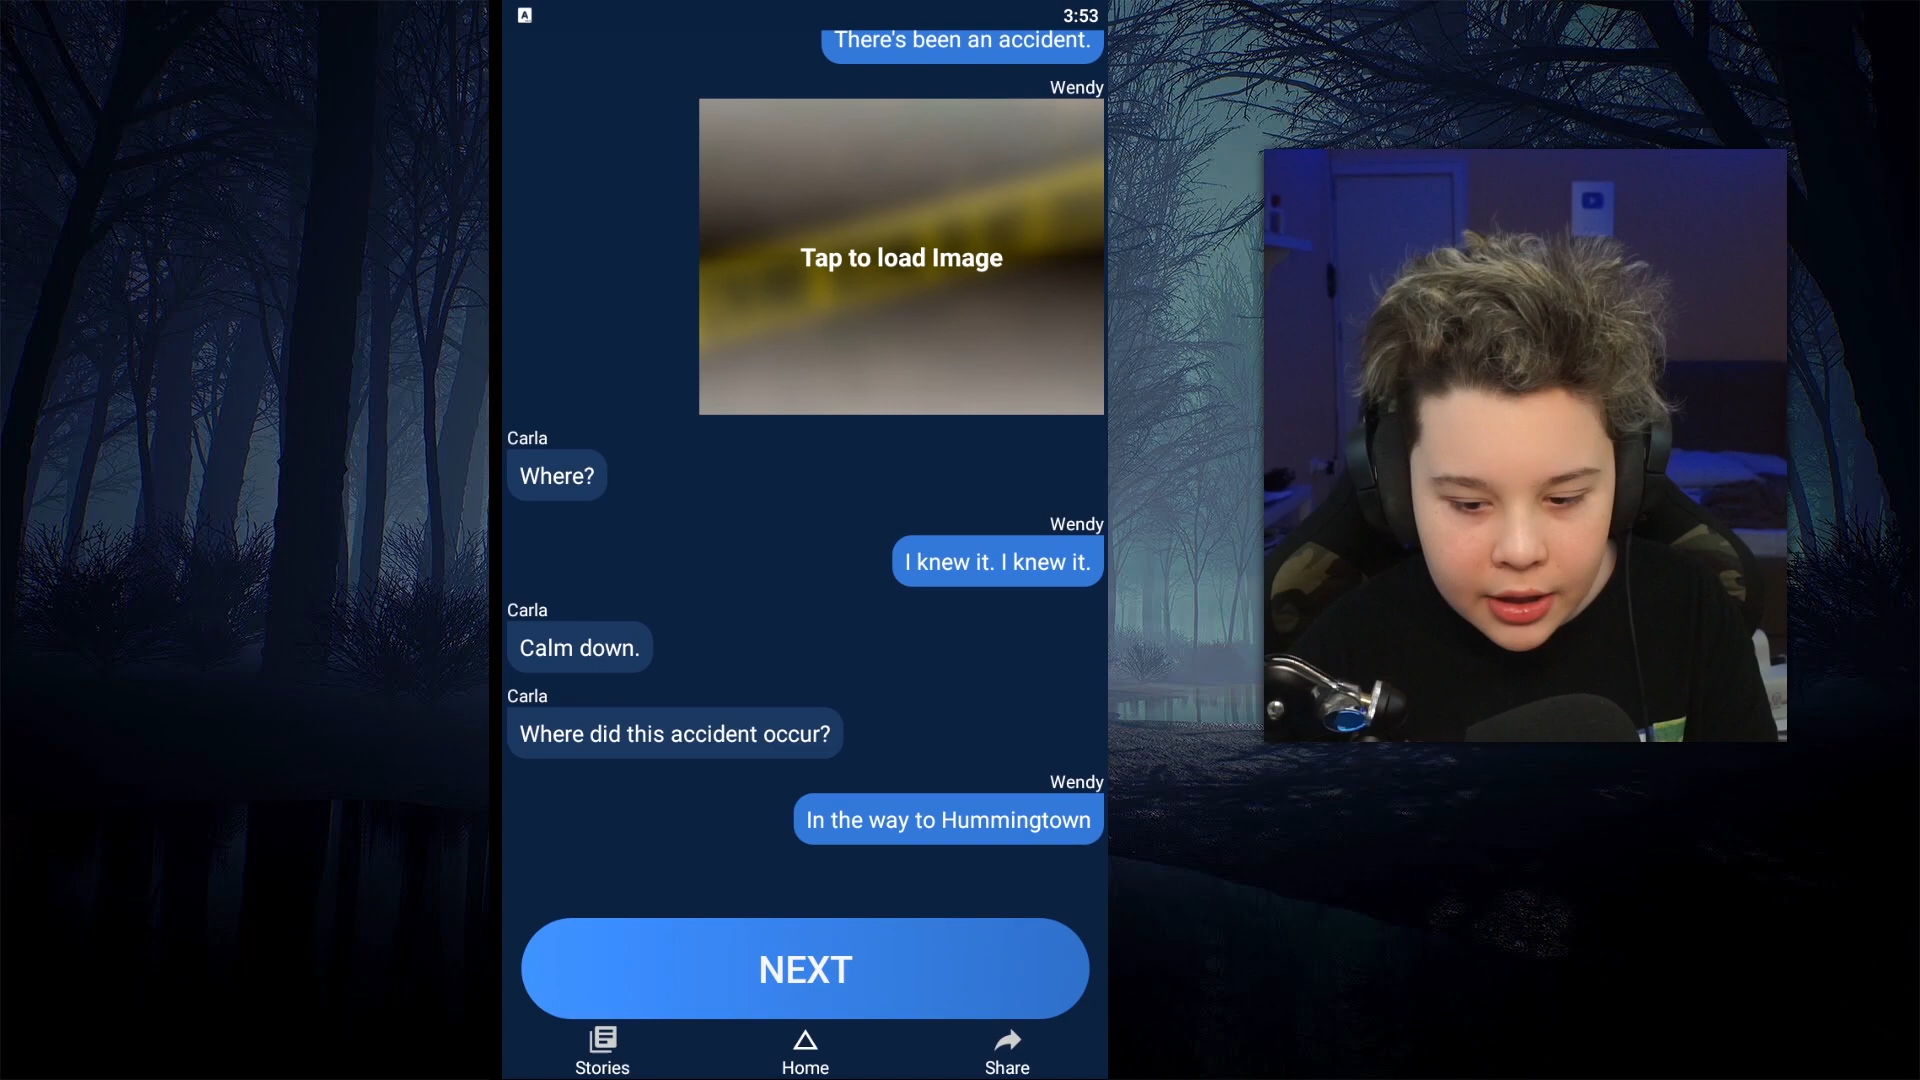 3:53
There's been an accident.
Wendy
Tap to load Image
Carla
Where?
Wendy
I knew it. I knew it.
Carla
Calm down.
Carla
Where did this accident occur?
Wendy
In the way to Hummingtown
NEXT
Stories
Home
Share